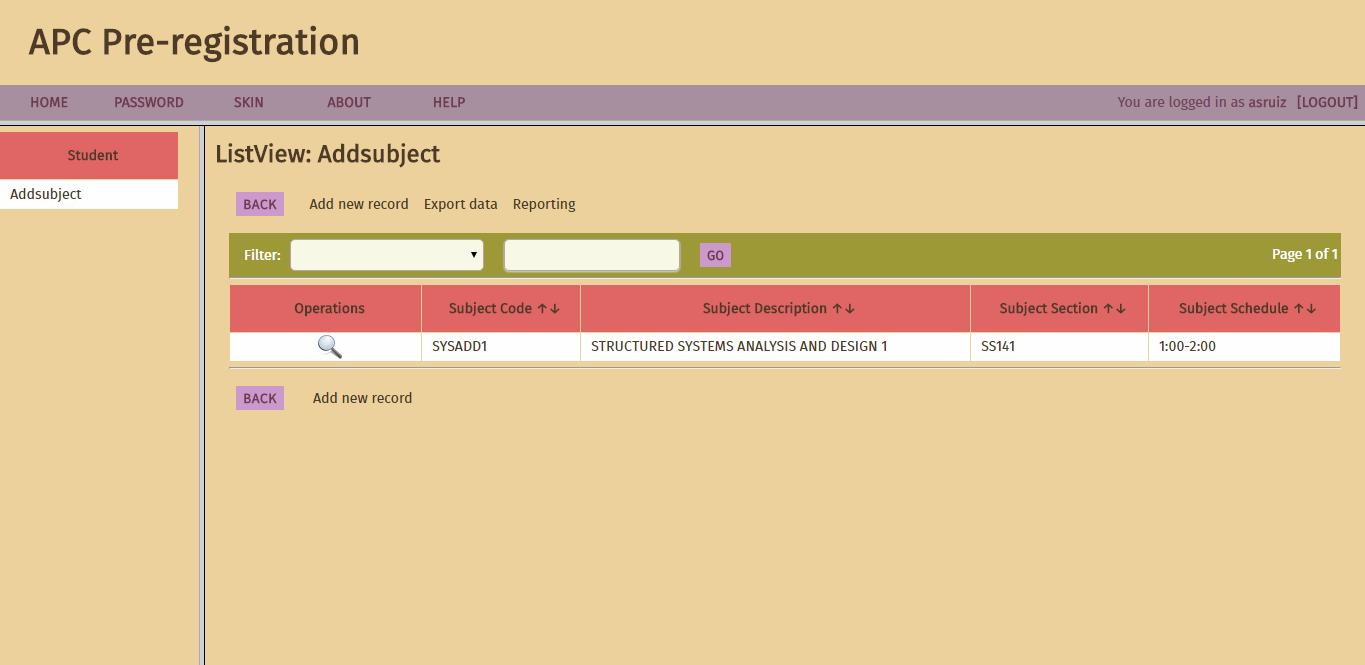 APC Pre-registration
HOME PASSWORD SKIN ABOUT HELP You are logged in as asruiz [LOGOUT]
Student
Addsubject
ListView: Addsubject
BACK Add new record Export data Reporting
Filter: GO Page 1 of 1
Operations Subject Code ↑↓ Subject Description ↑↓ Subject Section ↑↓ Subject Schedule ↑↓
SYSADD1 STRUCTURED SYSTEMS ANALYSIS AND DESIGN 1 SS141 1:00-2:00
BACK Add new record